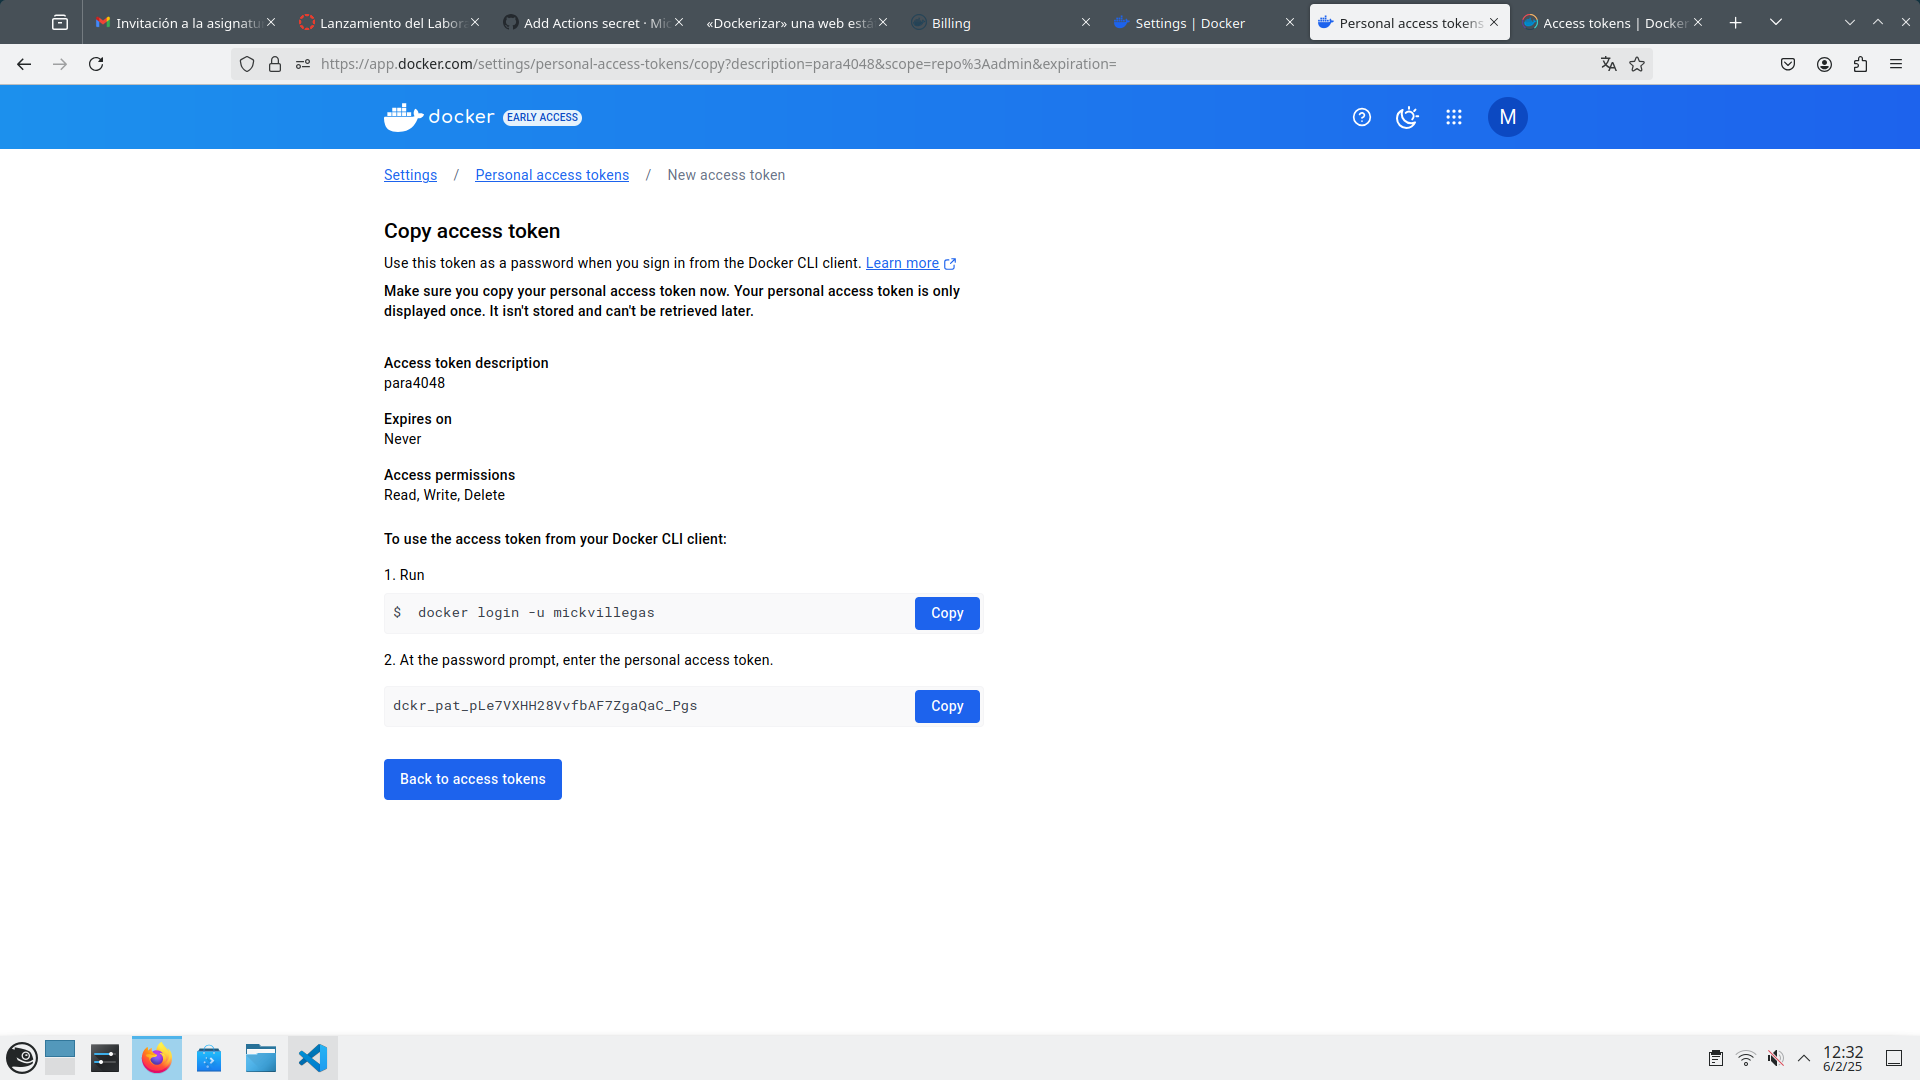 Invitación a la asignatu
Lanzamiento del Labora
Add Actions secret · Mic
«Dockerizar» una web está
Billing
Settings | Docker
Personal access tokens
Access tokens | Docker
https://app.docker.com/settings/personal-access-tokens/copy?description=para4048&scope=repo%3Aadmin&expiration=
docker EARLY ACCESS
M
Settings / Personal access tokens / New access token
Copy access token
Use this token as a password when you sign in from the Docker CLI client. Learn more
Make sure you copy your personal access token now. Your personal access token is only
displayed once. It isn't stored and can't be retrieved later.
Access token description
para4048
Expires on
Never
Access permissions
Read, Write, Delete
To use the access token from your Docker CLI client:
1. Run
$ docker login -u mickvillegas
Copy
2. At the password prompt, enter the personal access token.
dckr_pat_pLe7VXHH28VvfbAF7ZgaQaC_Pgs
Copy
Back to access tokens
12:32
6/2/25